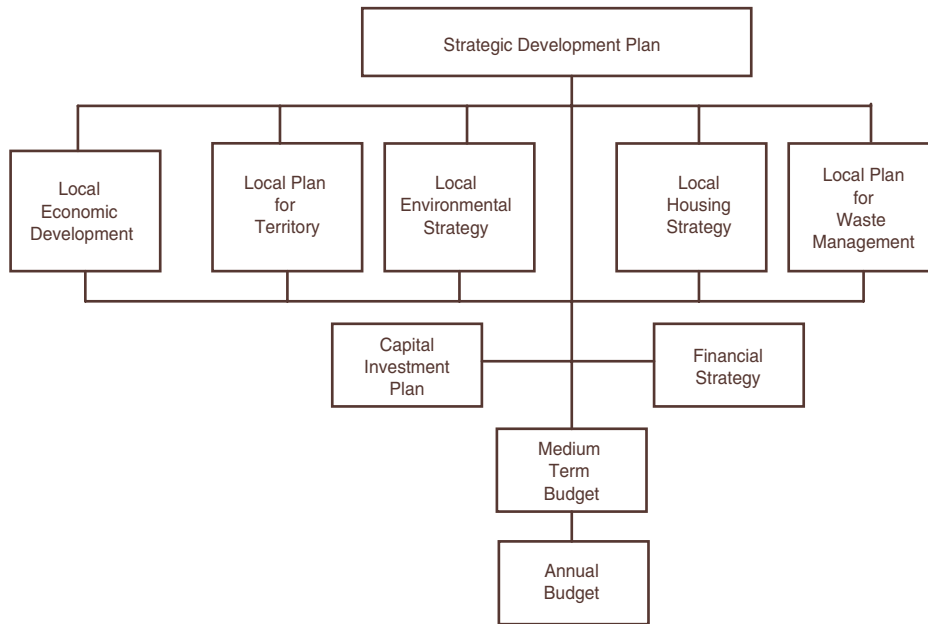 Strategic Development Plan
Local
Economic
Development
Local Plan
for
Territory
Local
Environmental
Strategy
Local
Housing
Strategy
Local Plan
for
Waste
Management
Capital
Investment
Plan
Financial
Strategy
Medium
Term
Budget
Annual
Budget